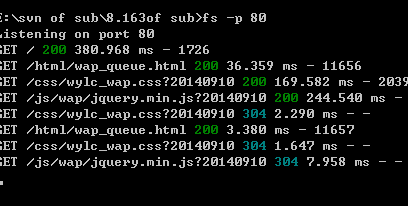 E:\svn of sub\8.163of sub>fs -p 80
Listening on port 80
GET / 200 380.968 ms - 1726
GET /html/wap_queue.html 200 36.359 ms - 11656
GET /css/wylc_wap.css?20140910 200 169.582 ms - 2039
GET /js/wap/jquery.min.js?20140910 200 244.540 ms -
GET /css/wylc_wap.css?20140910 304 2.290 ms - -
GET /html/wap_queue.html 200 3.380 ms - 11657
GET /css/wylc_wap.css?20140910 304 1.647 ms - -
GET /js/wap/jquery.min.js?20140910 304 7.958 ms - -